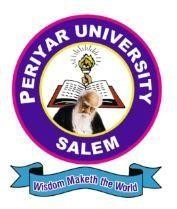 PERIYAR UNIVERSITY
SALEM
Wisdom Maketh the World